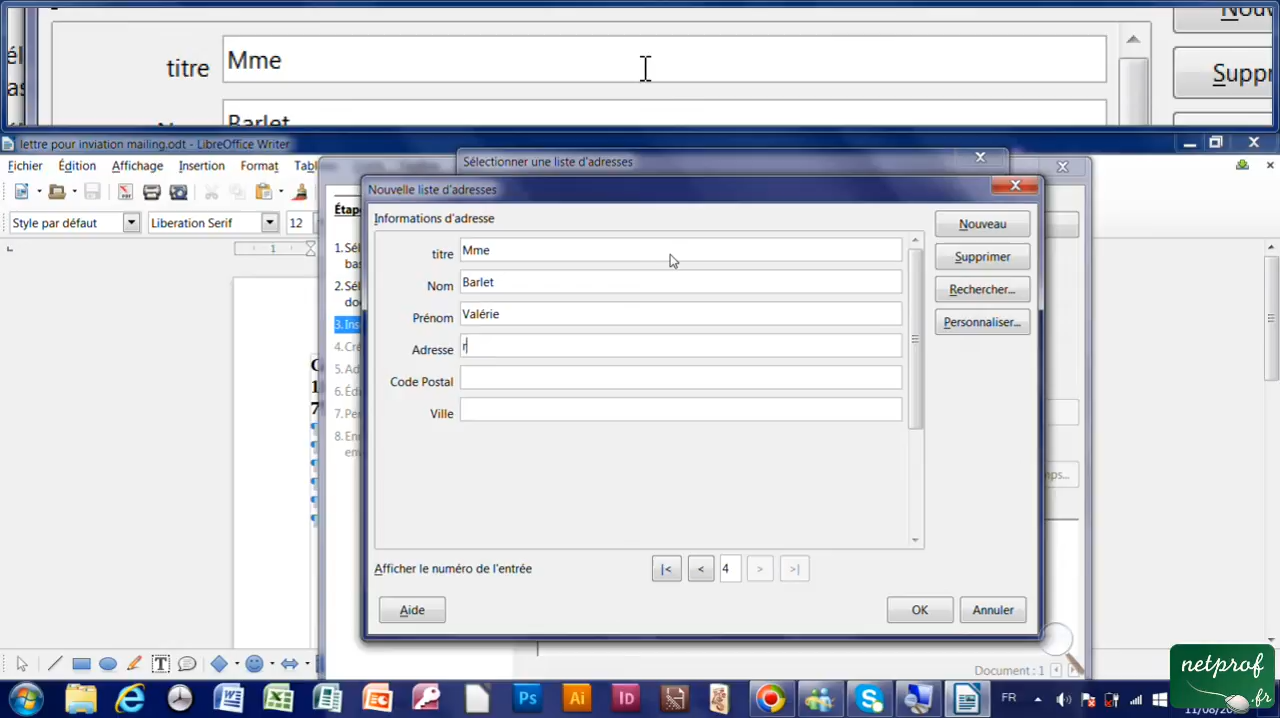 Nouv
titre Mme
Suppr
Barlet
lettre pour inviation mailing.odt - LibreOffice Writer
Sélectionner une liste d'adresses
Fichier Édition Affichage Insertion Format
Nouvelle liste d'adresses
Style par défaut Liberation Serif 12
Informations d'adresse
Nouveau
titre Mme
Supprimer
Nom Barlet
Rechercher...
Prénom Valérie
Personnaliser...
Adresse r
Code Postal
Ville
Afficher le numéro de l'entrée |< < 4 > >|
Aide OK Annuler
Document : 1
netprof.fr
FR